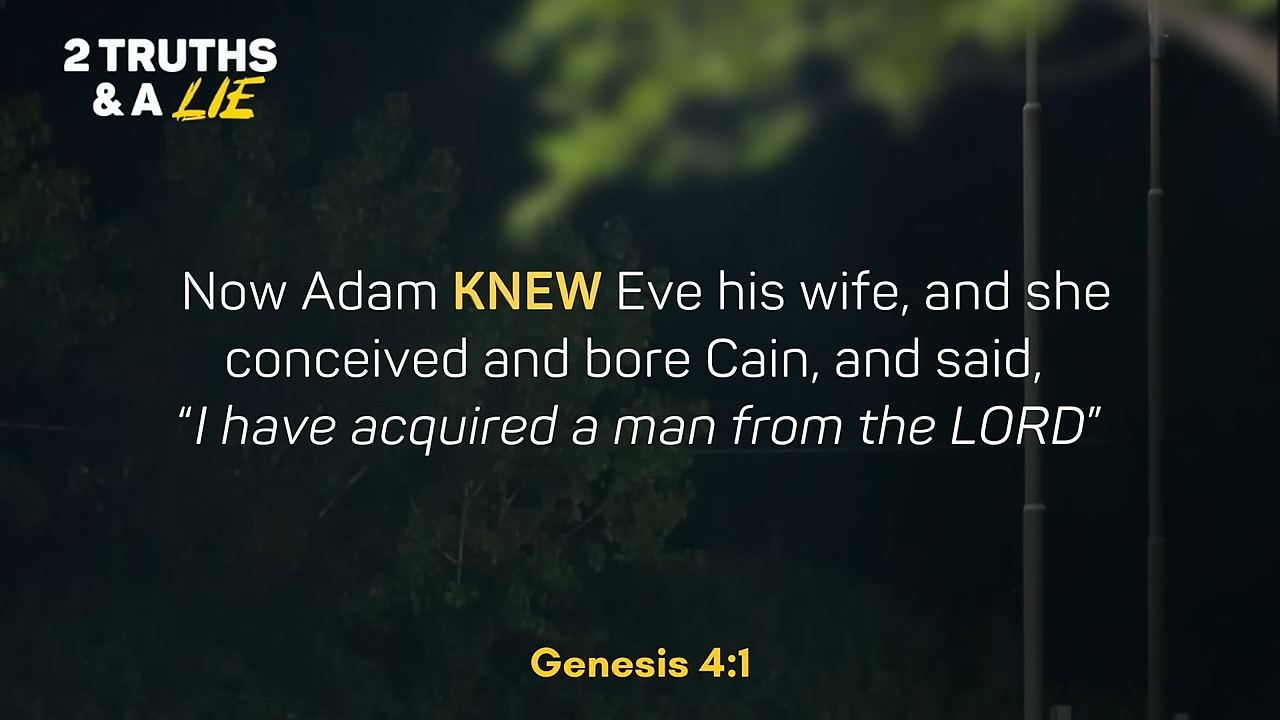 2 TRUTHS
& A LIE
Now Adam KNEW Eve his wife, and she
conceived and bore Cain, and said,
“I have acquired a man from the LORD”
Genesis 4:1